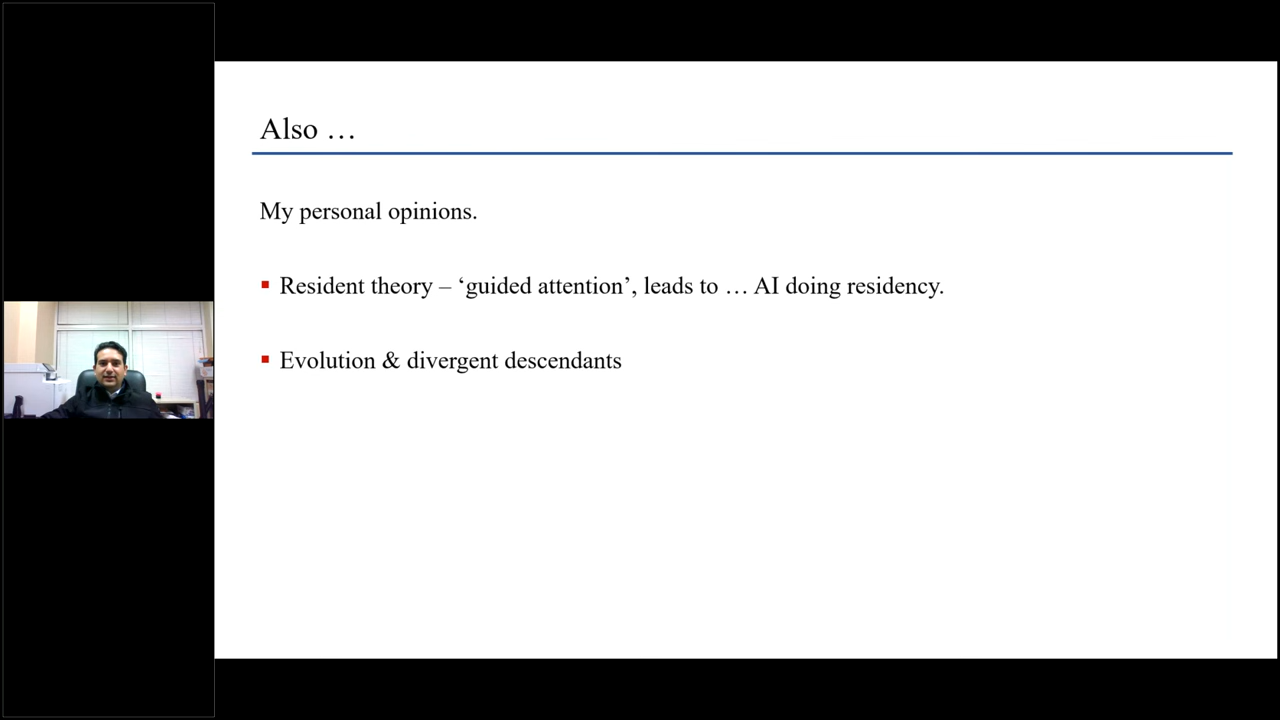 Also …
My personal opinions.
Resident theory – ‘guided attention’, leads to … AI doing residency.
Evolution & divergent descendants